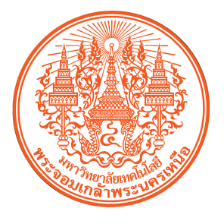 ๔
มหาวิทยาลัยเทคโนโลยี
พระจอมเกล้าพระนครเหนือ